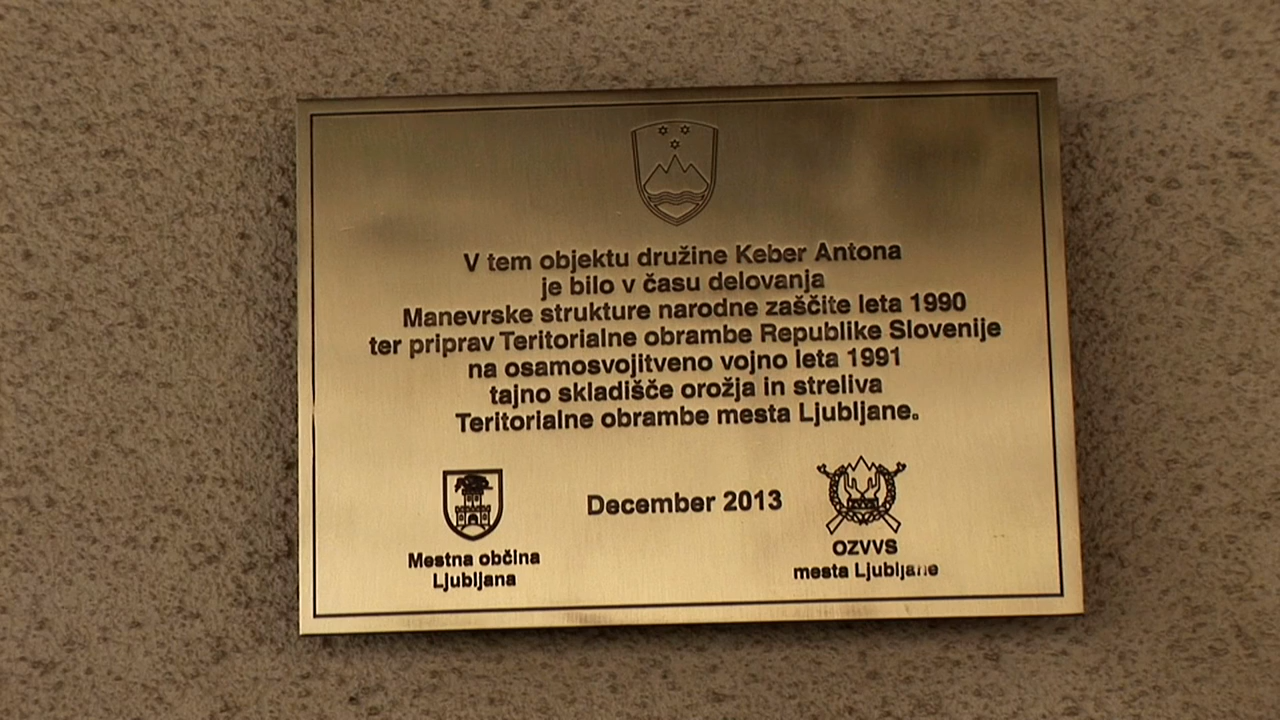 V tem objektu družine Keber Antona
je bilo v času delovanja
Manevrske strukture narodne zaščite leta 1990
ter priprav Teritorialne obrambe Republike Slovenije
na osamosvojitveno vojno leta 1991
tajno skladišče orožja in streliva
Teritorialne obrambe mesta Ljubljane.
December 2013
Mestna občina
Ljubljana
OZVVS
mesta Ljubljane